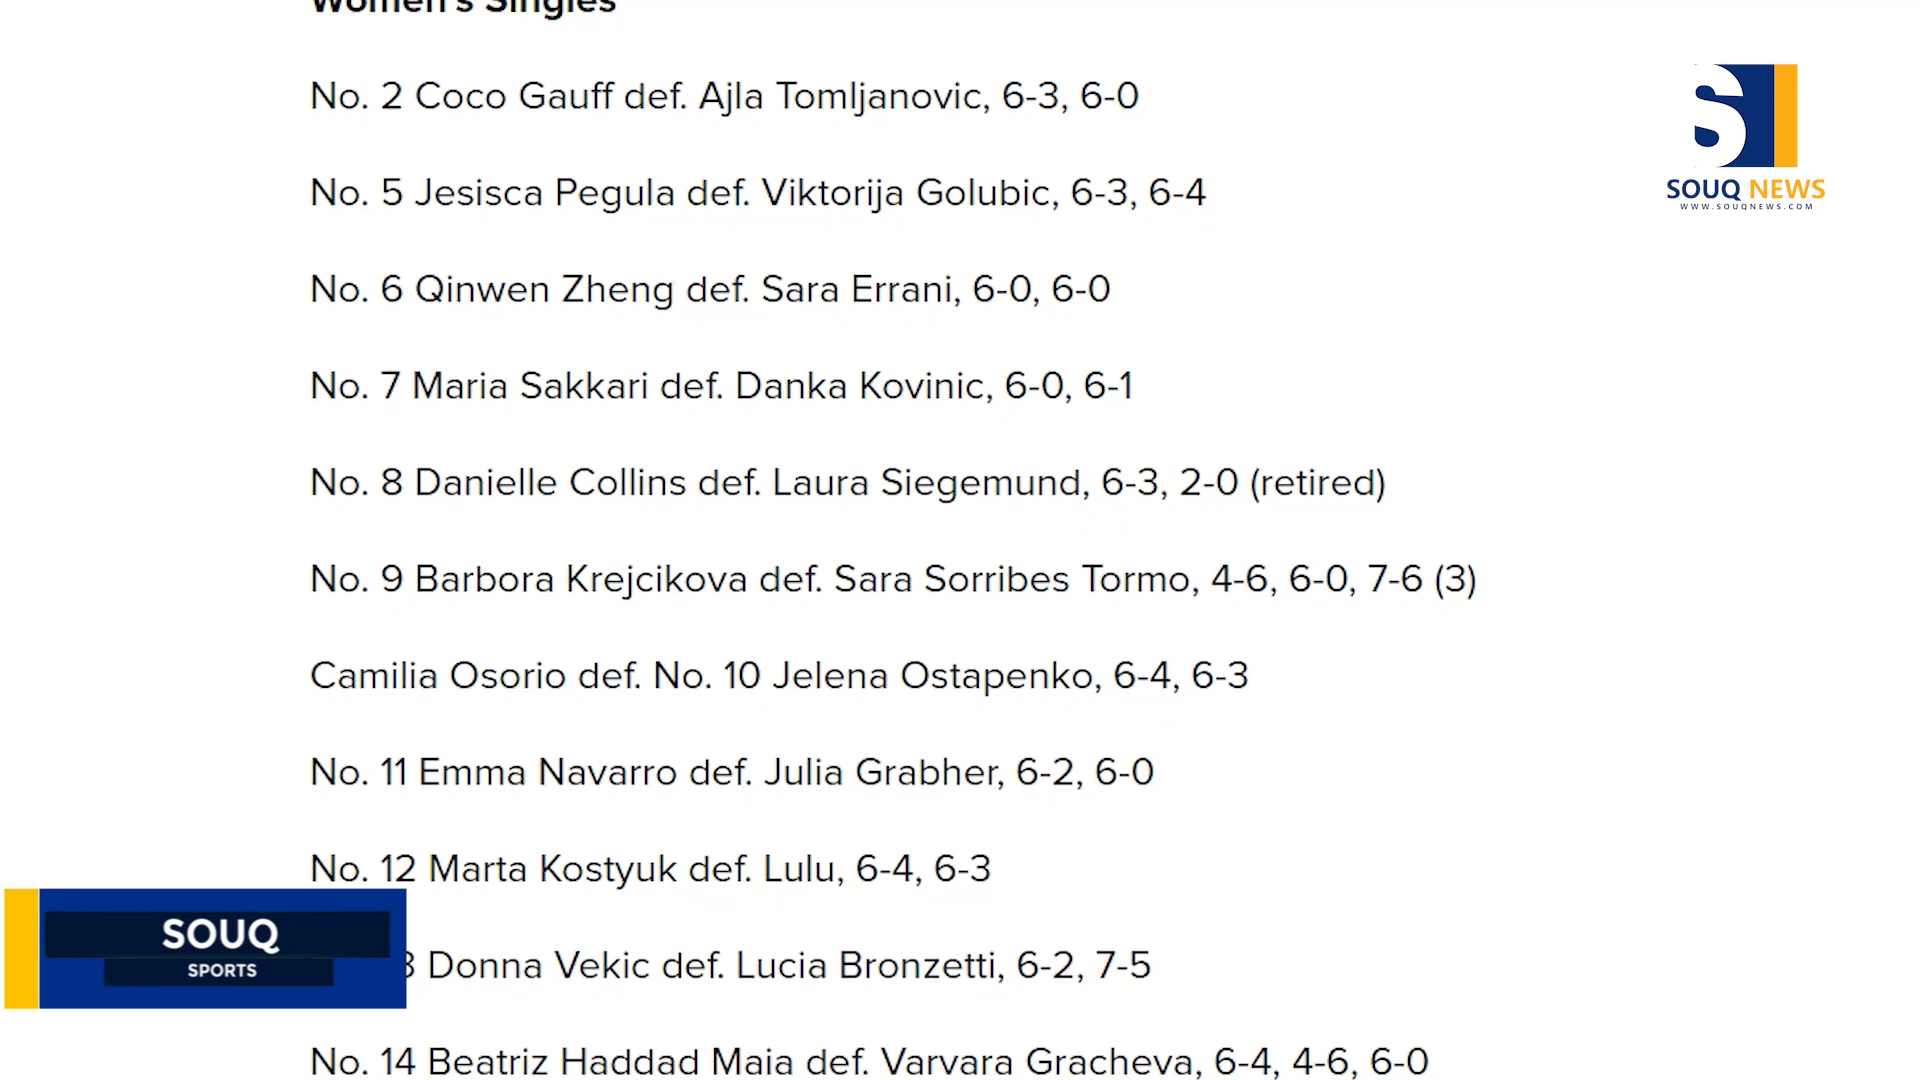 Women's Singles
No. 2 Coco Gauff def. Ajla Tomljanovic, 6-3, 6-0
No. 5 Jesisca Pegula def. Viktorija Golubic, 6-3, 6-4
No. 6 Qinwen Zheng def. Sara Errani, 6-0, 6-0
No. 7 Maria Sakkari def. Danka Kovinic, 6-0, 6-1
No. 8 Danielle Collins def. Laura Siegemund, 6-3, 2-0 (retired)
No. 9 Barbora Krejcikova def. Sara Sorribes Tormo, 4-6, 6-0, 7-6 (3)
Camilia Osorio def. No. 10 Jelena Ostapenko, 6-4, 6-3
No. 11 Emma Navarro def. Julia Grabher, 6-2, 6-0
No. 12 Marta Kostyuk def. Lulu, 6-4, 6-3
3 Donna Vekic def. Lucia Bronzetti, 6-2, 7-5
No. 14 Beatriz Haddad Maia def. Varvara Gracheva, 6-4, 4-6, 6-0
SOUQ NEWS
WWW.SOUQNEWS.COM
SOUQ
SPORTS